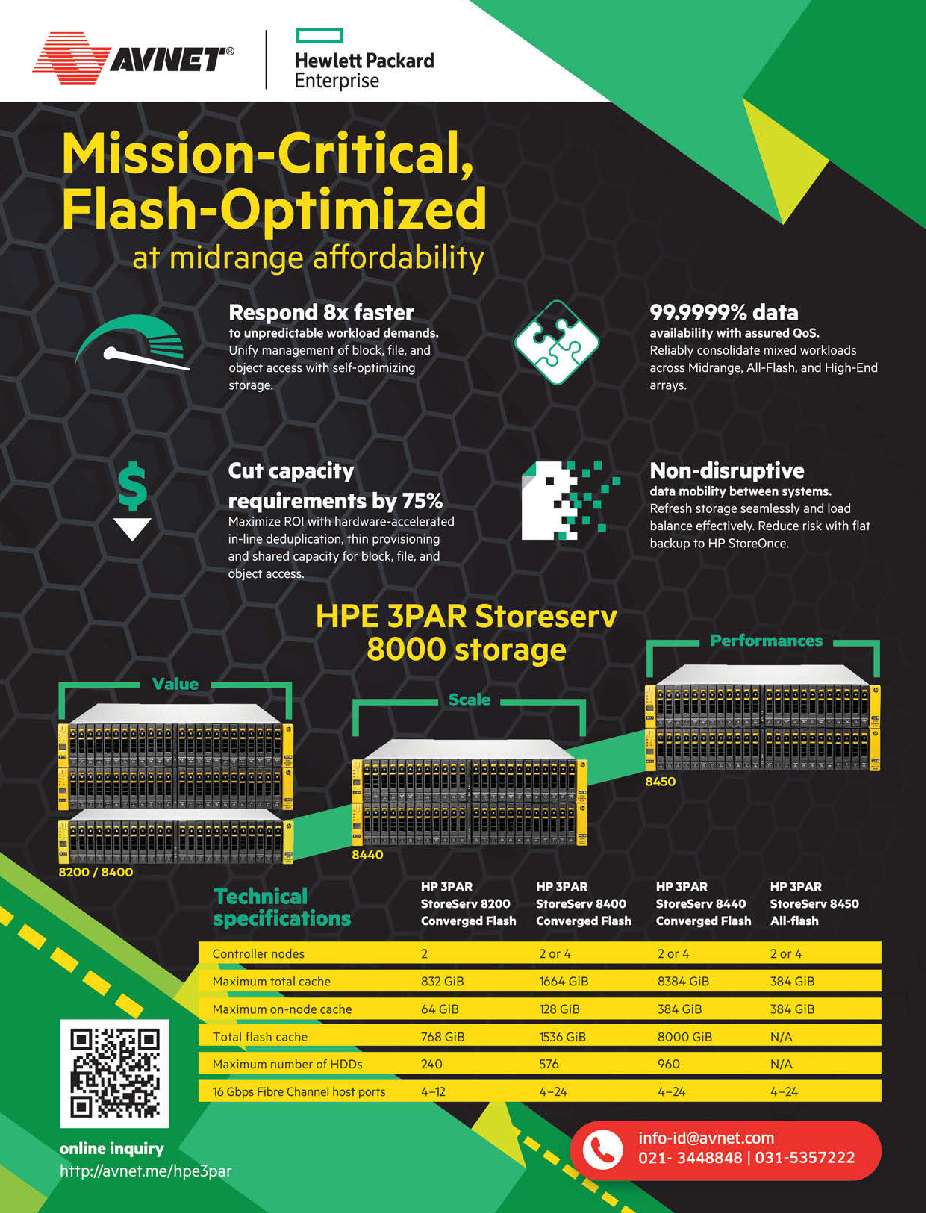 AVNET®
Hewlett Packard
Enterprise
Mission-Critical,
Flash-Optimized
at midrange affordability
Respond 8x faster
to unpredictable workload demands.
Unify management of block, file, and
object access with self-optimizing
storage.
99.9999% data
availability with assured QoS.
Reliably consolidate mixed workloads
across Midrange, All-Flash, and High-End
arrays.
Cut capacity
requirements by 75%
Maximize ROI with hardware-accelerated
in-line deduplication, thin provisioning
and shared capacity for block, file, and
object access.
Non-disruptive
data mobility between systems.
Refresh storage seamlessly and load
balance effectively. Reduce risk with flat
backup to HP StoreOnce.
HPE 3PAR Storeserv
8000 storage
Value
Scale
Performances
8200 / 8400
8440
8450
Technical
specifications
HP 3PAR
StoreServ 8200
Converged Flash
HP 3PAR
StoreServ 8400
Converged Flash
HP 3PAR
StoreServ 8440
Converged Flash
HP 3PAR
StoreServ 8450
All-flash
Controller nodes 2 2 or 4 2 or 4 2 or 4
Maximum total cache 832 GiB 1664 GiB 8384 GiB 384 GiB
Maximum on-node cache 64 GiB 128 GiB 384 GiB 384 GiB
Total flash cache 768 GiB 1536 GiB 8000 GiB N/A
Maximum number of HDDs 240 576 960 N/A
16 Gbps Fibre Channel host ports 4–12 4–24 4–24 4–24
online inquiry
http://avnet.me/hpe3par
info-id@avnet.com
021- 3448848 | 031-5357222